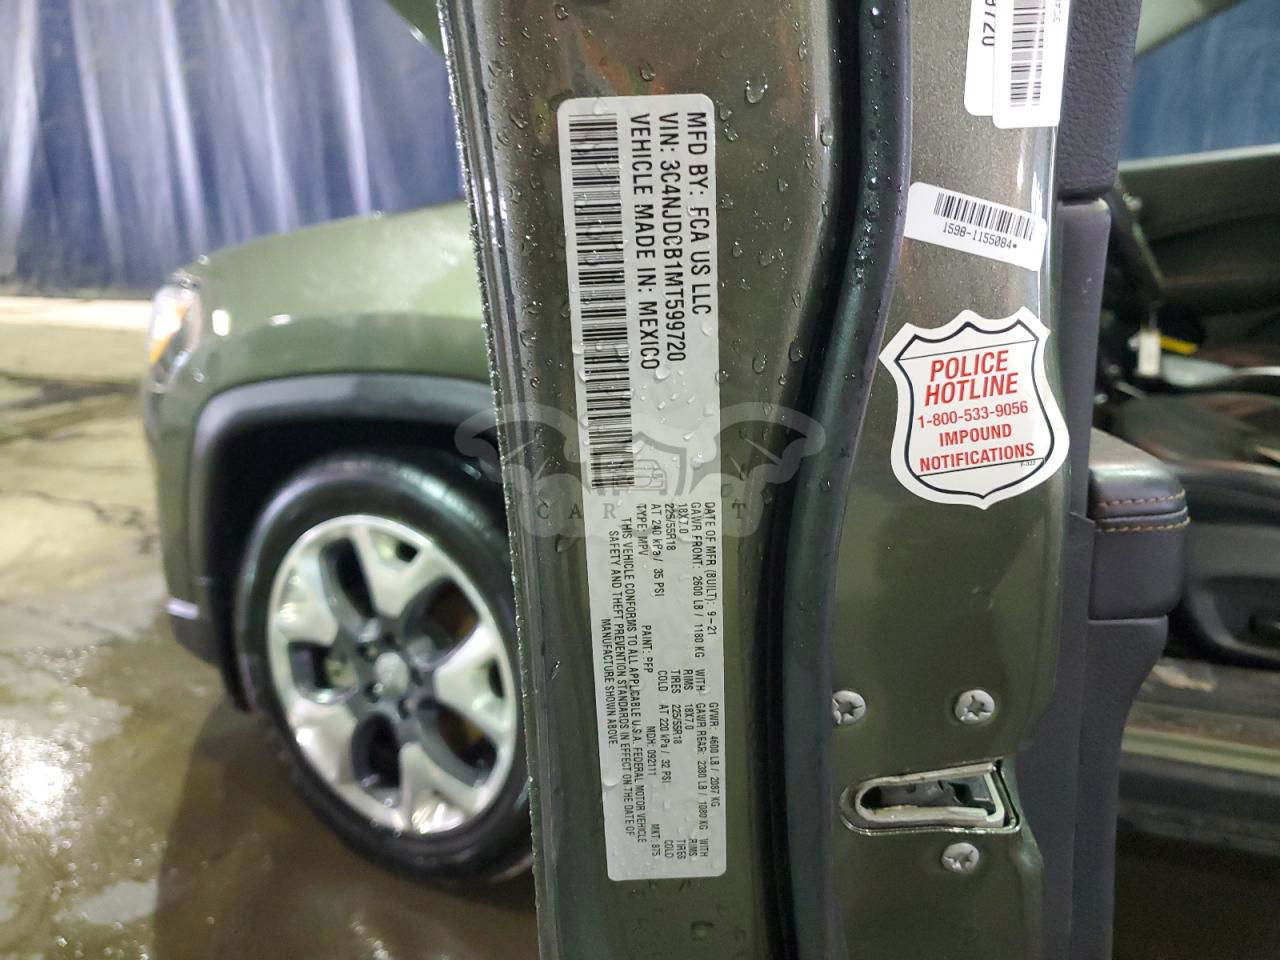 MFD BY: FCA US LLC
VIN: 3C4NJDCB1MT599720
VEHICLE MADE IN: MEXICO
DATE OF MFR (BUILT): 9-21 GVWR: 4600 LB / 2087 KG
GAWR FRONT: 2600 LB / 1180 KG WITH GAWR REAR: 2380 LB / 1080 KG WITH
18X7.0 RIMS 18X7.0 RIMS
225/55R18 TIRES 225/55R18 TIRES
AT 240 kPa / 35 PSI COLD AT 220 kPa / 32 PSI COLD
TYPE: MPV PAINT: PFP MDH: 092111 MKT: 875
THIS VEHICLE CONFORMS TO ALL APPLICABLE U.S.A. FEDERAL MOTOR VEHICLE
SAFETY AND THEFT PREVENTION STANDARDS IN EFFECT ON THE DATE OF
MANUFACTURE SHOWN ABOVE.
1598-1155084*
POLICE
HOTLINE
1-800-533-9056
IMPOUND
NOTIFICATIONS